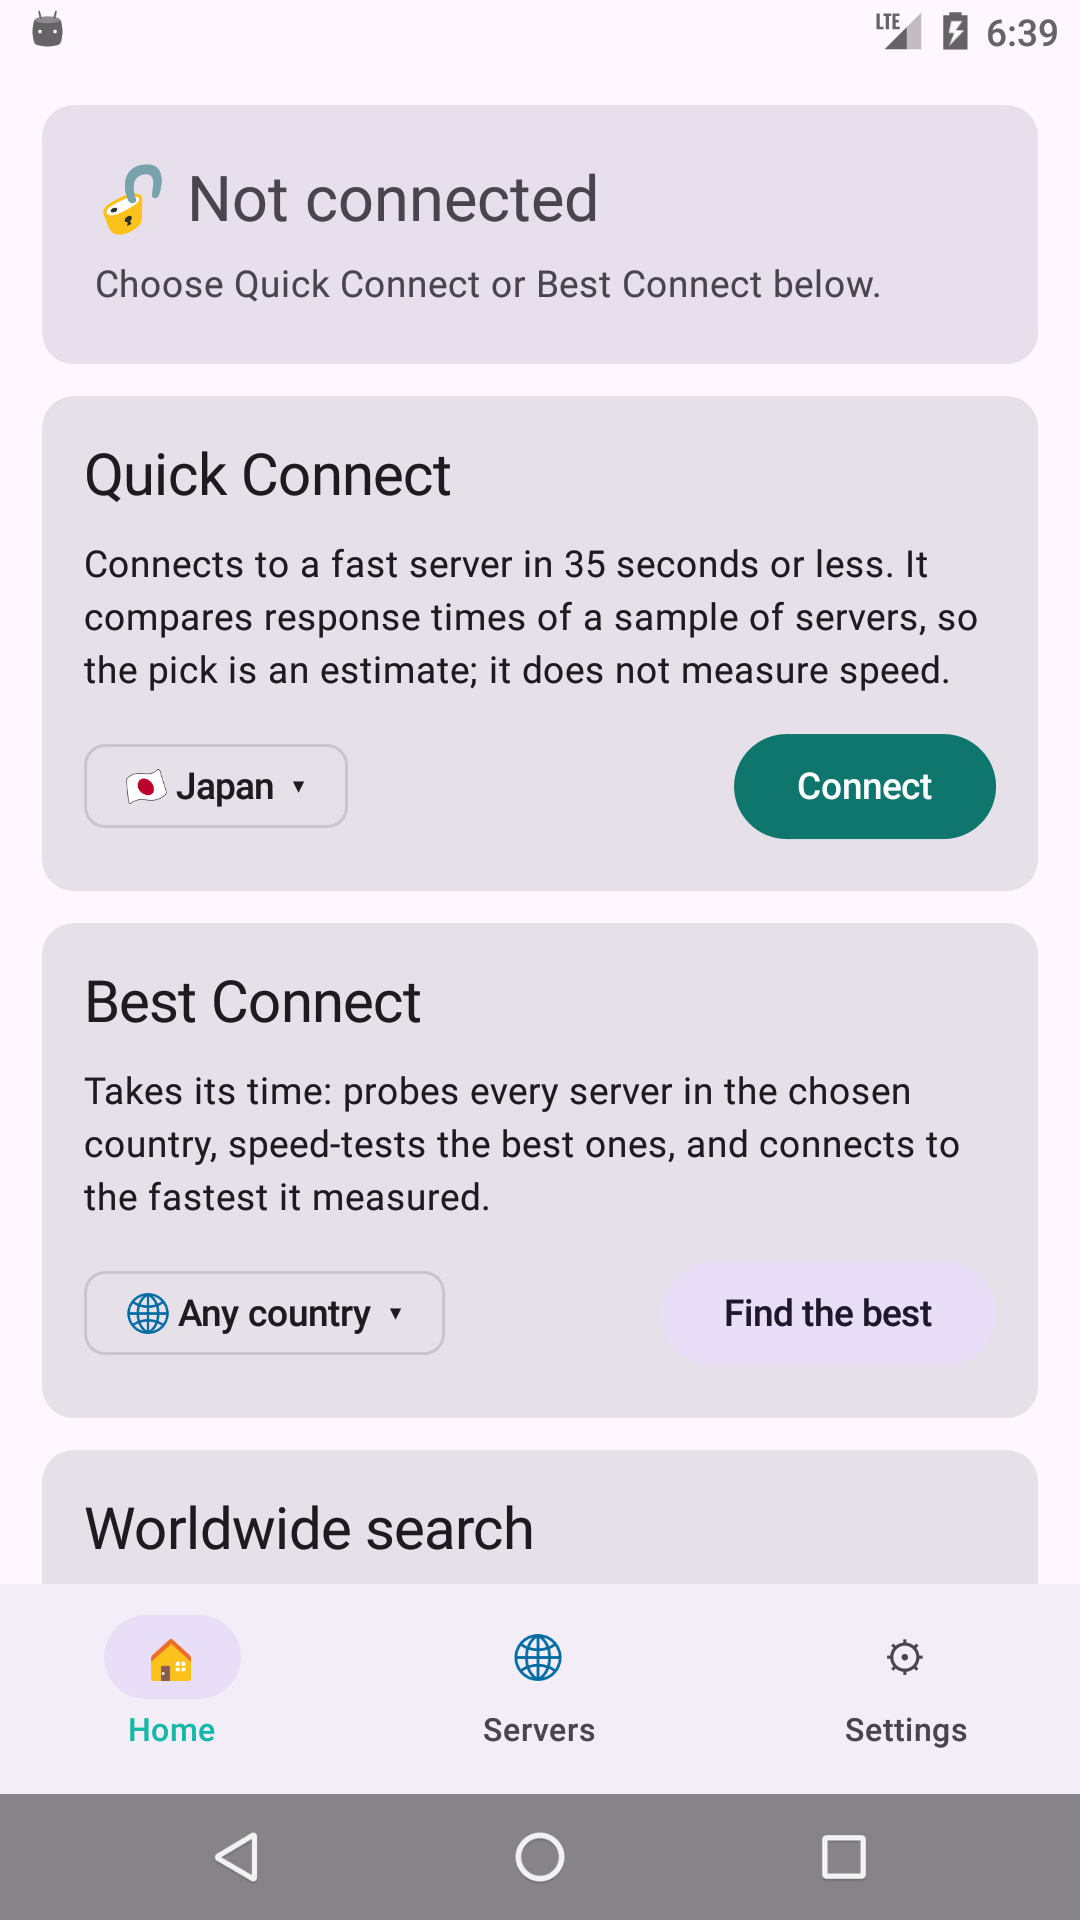 LTE 6:39
Not connected
Choose Quick Connect or Best Connect below.
Quick Connect
Connects to a fast server in 35 seconds or less. It
compares response times of a sample of servers, so
the pick is an estimate; it does not measure speed.
Japan
Connect
Best Connect
Takes its time: probes every server in the chosen
country, speed-tests the best ones, and connects to
the fastest it measured.
Any country
Find the best
Worldwide search
Home
Servers
Settings